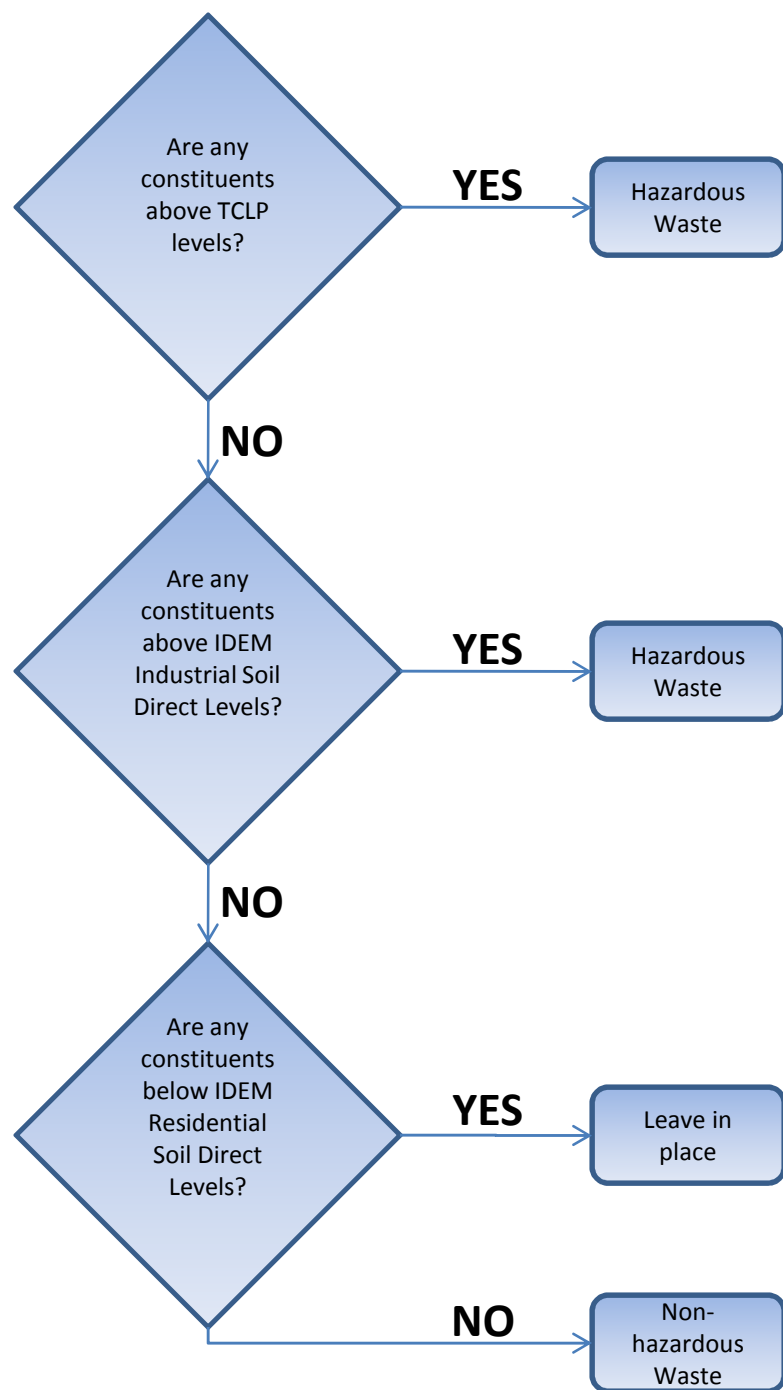 Are any
constituents
above TCLP
levels?
YES
Hazardous
Waste
NO
Are any
constituents
above IDEM
Industrial Soil
Direct Levels?
YES
Hazardous
Waste
NO
Are any
constituents
below IDEM
Residential
Soil Direct
Levels?
YES
Leave in
place
NO
Non-
hazardous
Waste